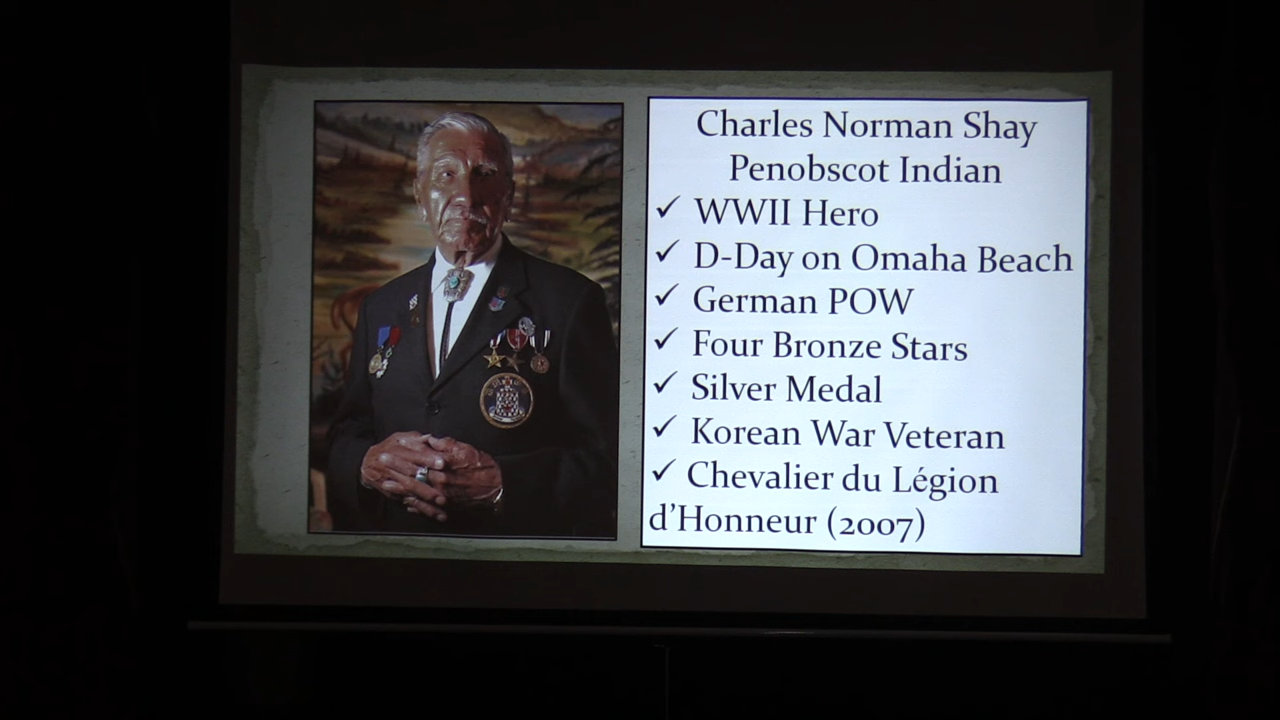 Charles Norman Shay
Penobscot Indian
✓ WWII Hero
✓ D-Day on Omaha Beach
✓ German POW
✓ Four Bronze Stars
✓ Silver Medal
✓ Korean War Veteran
✓ Chevalier du Légion
d'Honneur (2007)